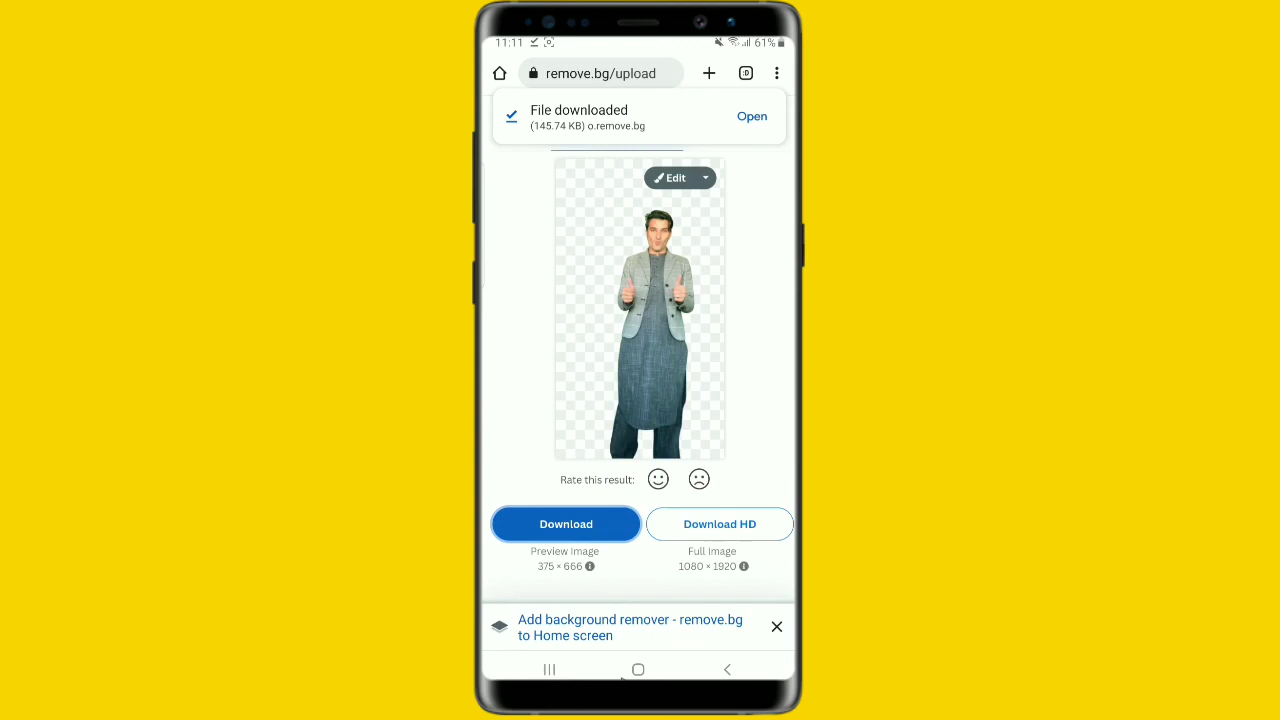 11:11
61%
remove.bg/upload
:D
File downloaded
(145.74 KB) o.remove.bg
Open
Edit
Rate this result:
Download
Download HD
Preview Image
Full Image
375 × 666
1080 × 1920
Add background remover - remove.bg
to Home screen